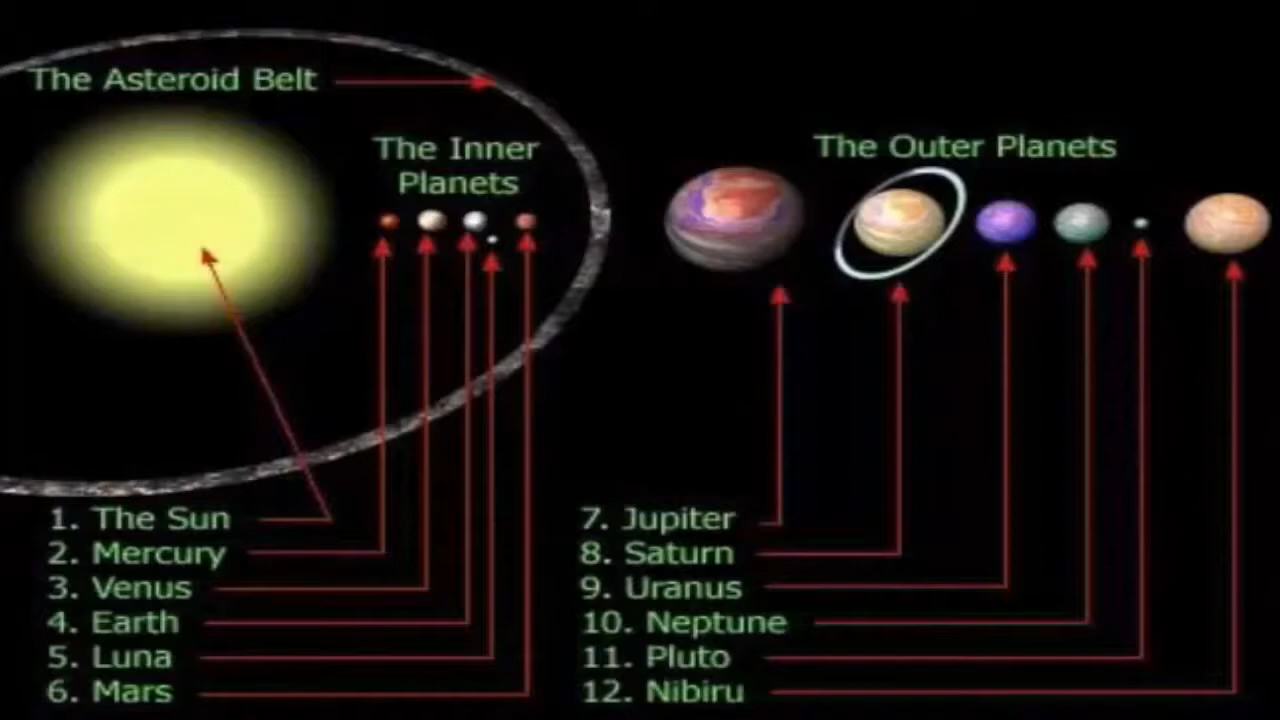 The Asteroid Belt
The Inner
Planets
The Outer Planets
1. The Sun
2. Mercury
3. Venus
4. Earth
5. Luna
6. Mars
7. Jupiter
8. Saturn
9. Uranus
10. Neptune
11. Pluto
12. Nibiru